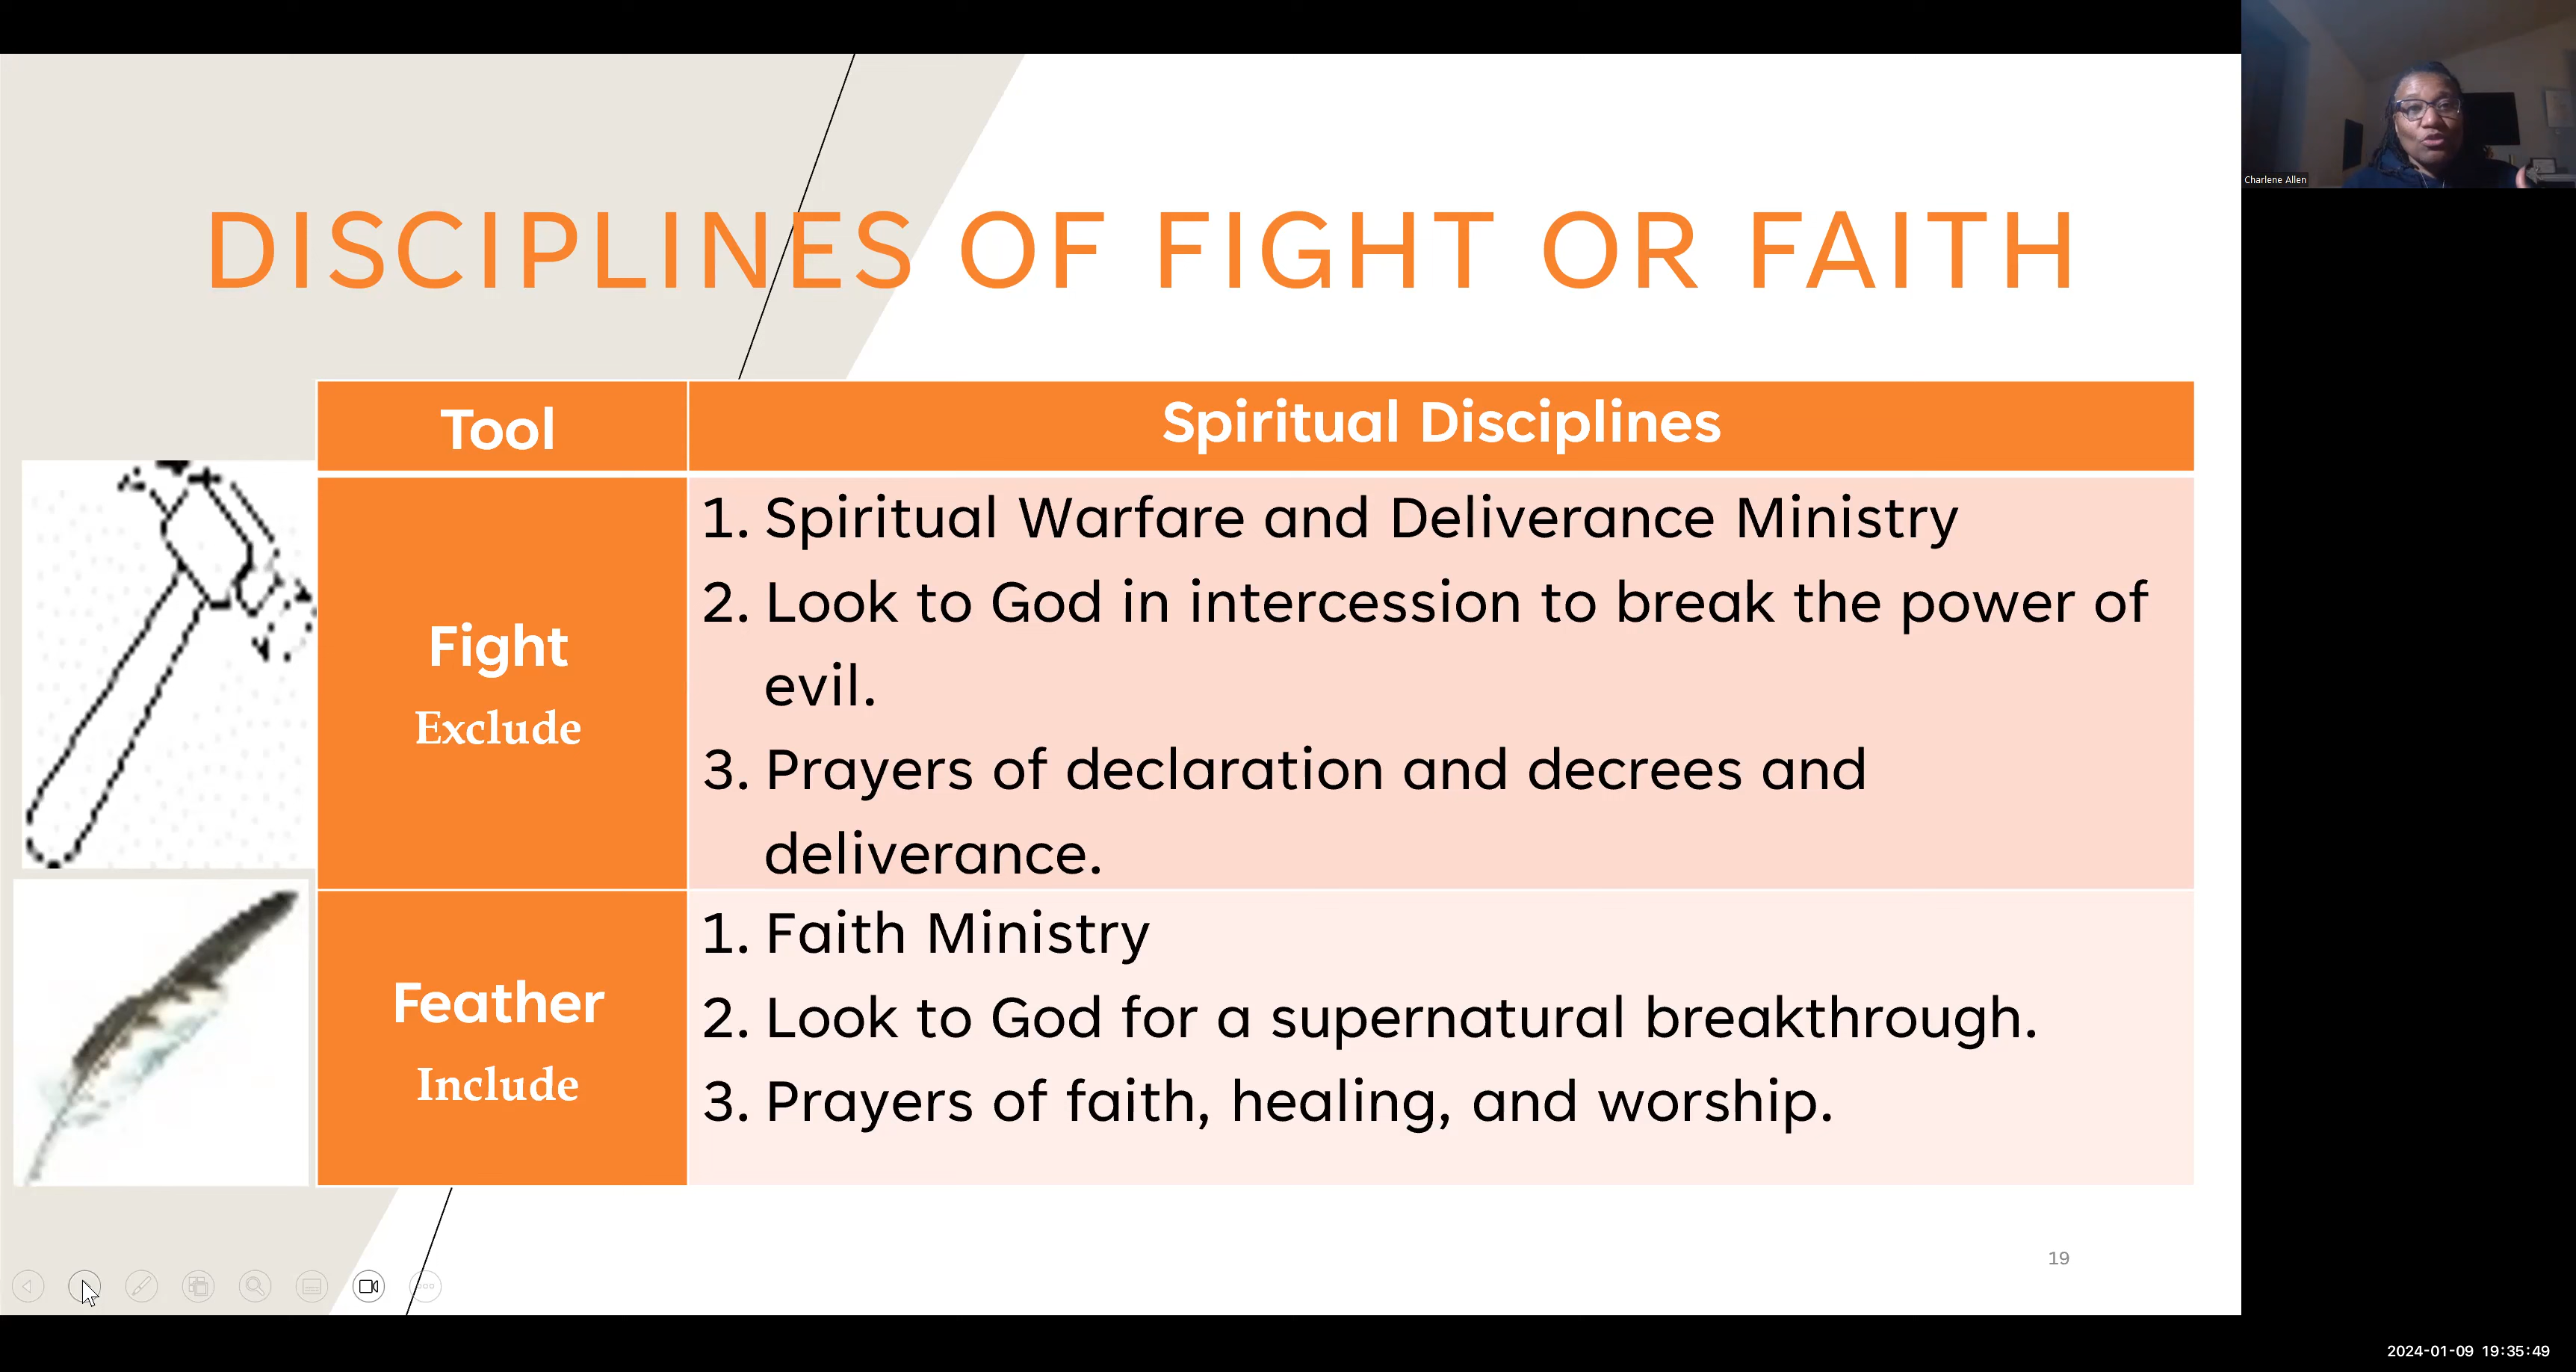 DISCIPLINES OF FIGHT OR FAITH
Tool
Spiritual Disciplines
Fight
Exclude
1. Spiritual Warfare and Deliverance Ministry
2. Look to God in intercession to break the power of
evil.
3. Prayers of declaration and decrees and
deliverance.
Feather
Include
1. Faith Ministry
2. Look to God for a supernatural breakthrough.
3. Prayers of faith, healing, and worship.
19
Charlene Allen
2024-01-09 19:35:49